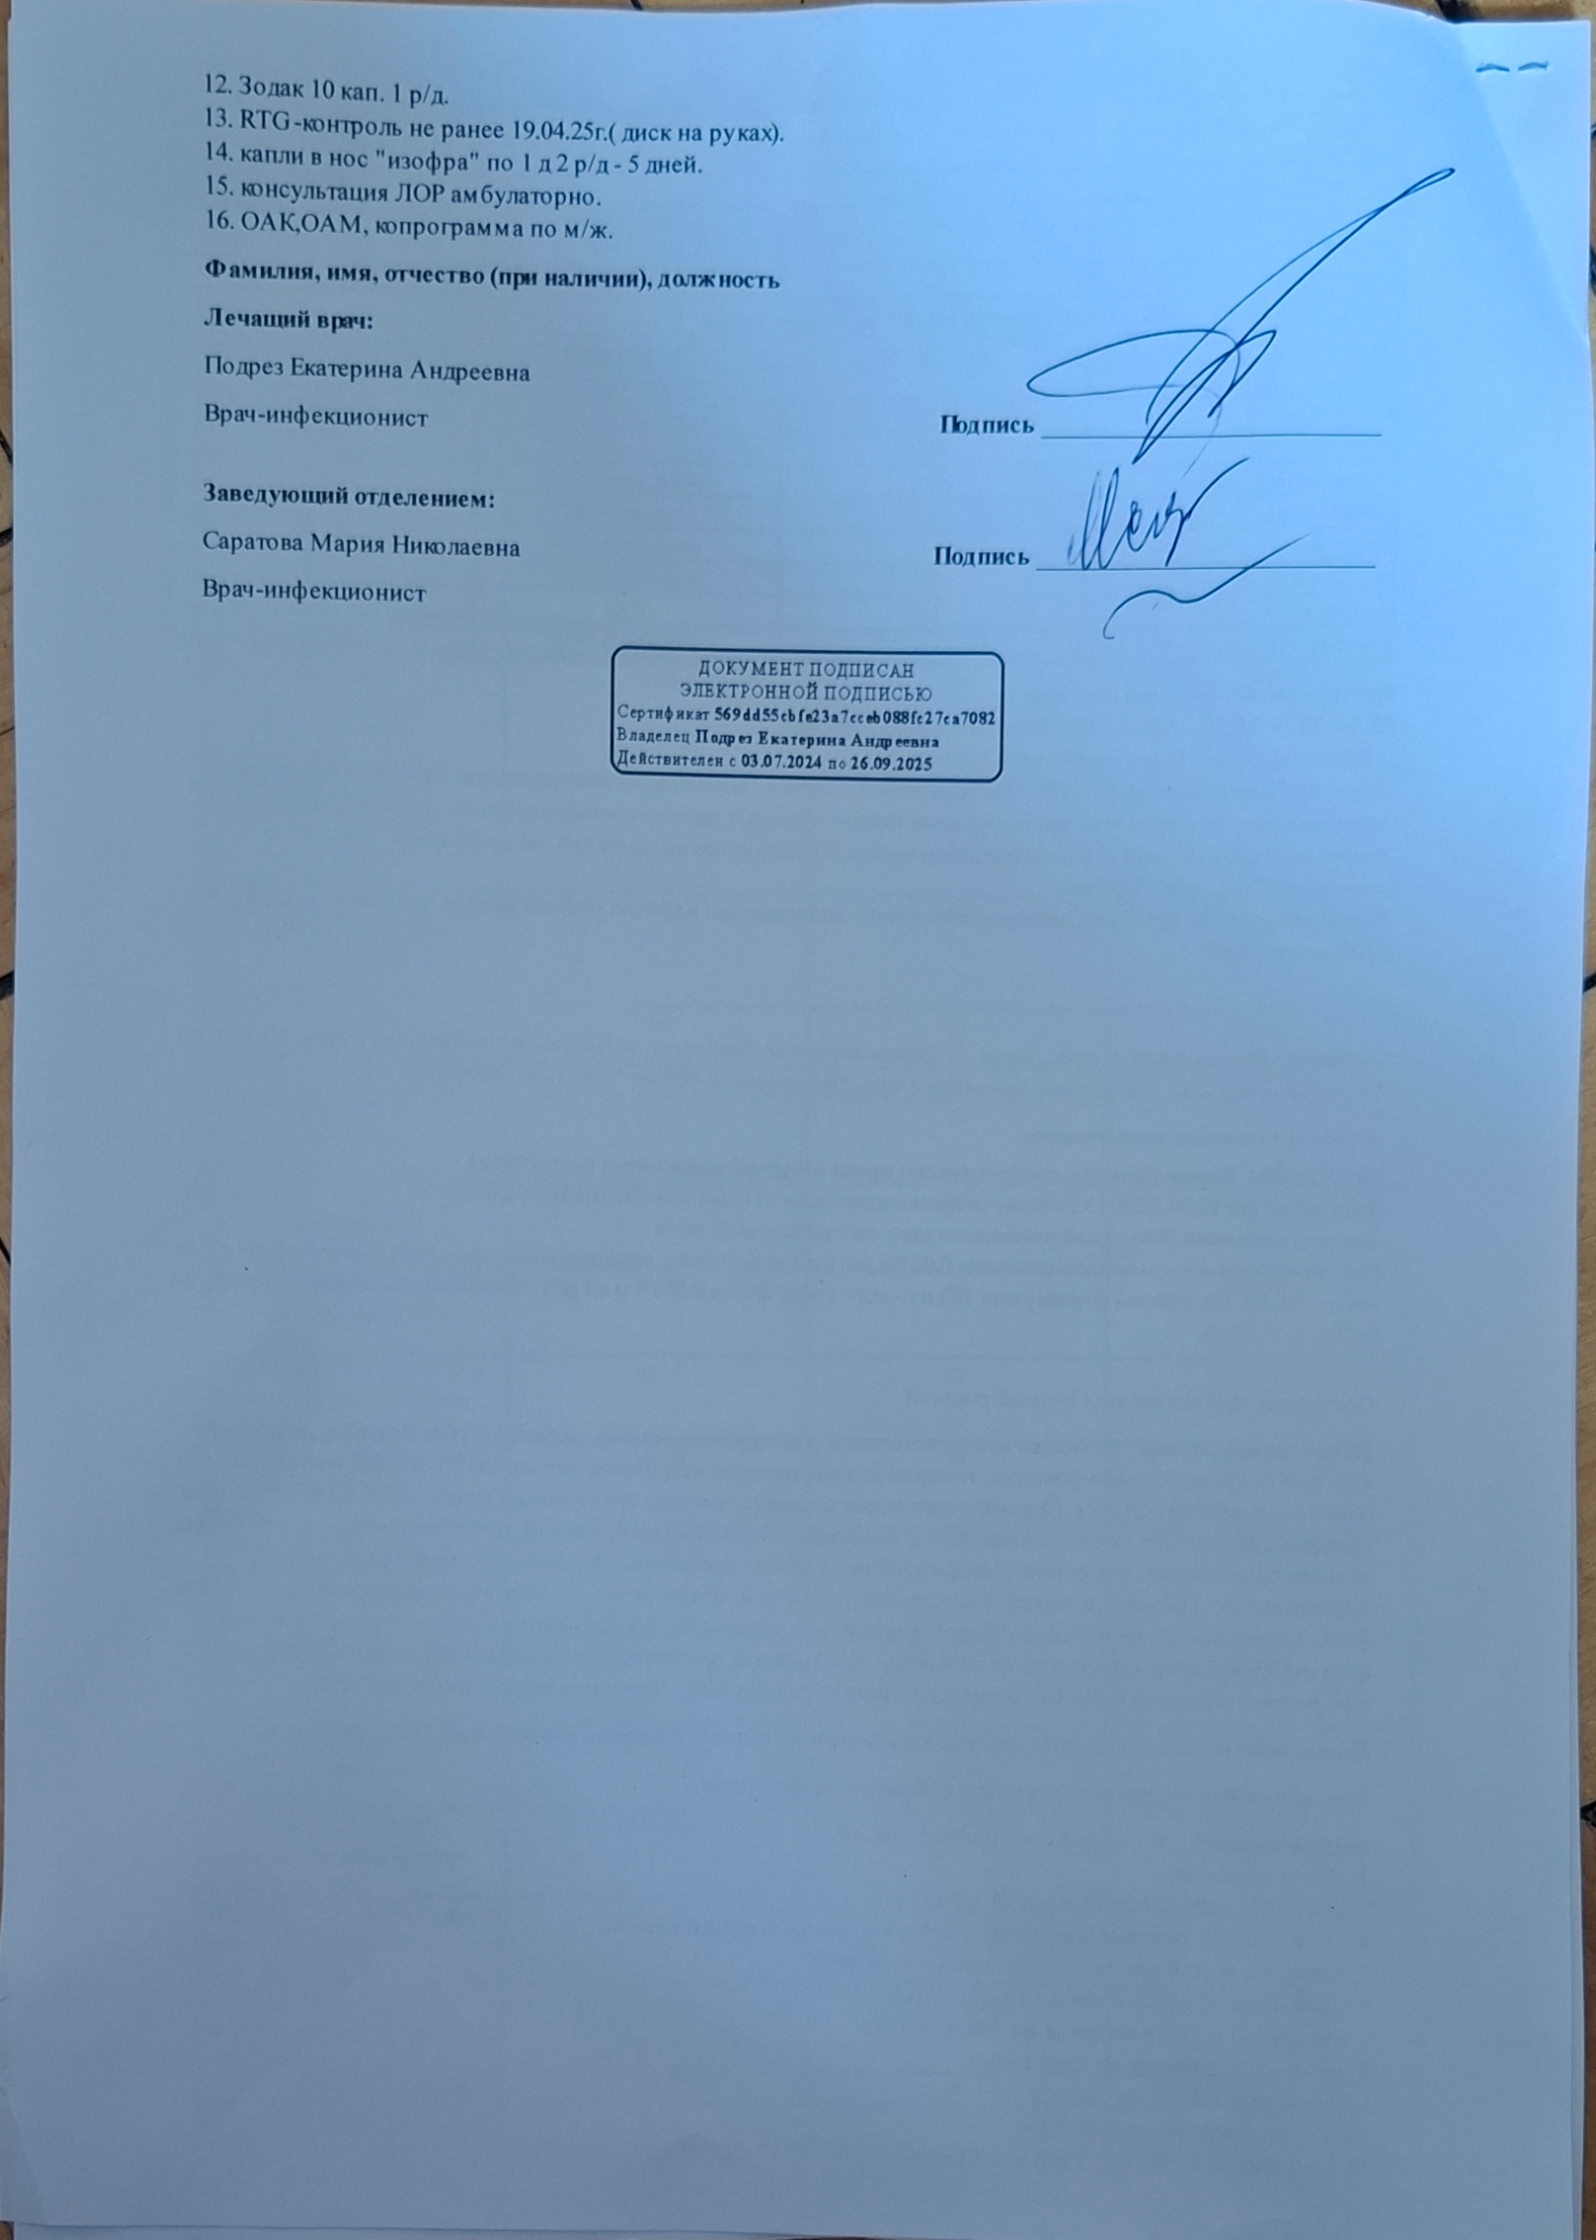 12. Зодак 10 кап. 1 р/д.
13. RTG-контроль не ранее 19.04.25г.( диск на руках).
14. капли в нос "изофра" по 1 д 2 р/д - 5 дней.
15. консультация ЛОР амбулаторно.
16. ОАК,ОАМ, копрограмма по м/ж.
Фамилия, имя, отчество (при наличии), должность
Лечащий врач:
Подрез Екатерина Андреевна
Врач-инфекционист
Подпись
Заведующий отделением:
Саратова Мария Николаевна
Подпись
Врач-инфекционист
ДОКУМЕНТ ПОДПИСАН
ЭЛЕКТРОННОЙ ПОДПИСЬЮ
Сертификат 569dd55cbfe23a7cceb088fc27ca7082
Владелец Подрез Екатерина Андреевна
Действителен с 03.07.2024 по 26.09.2025